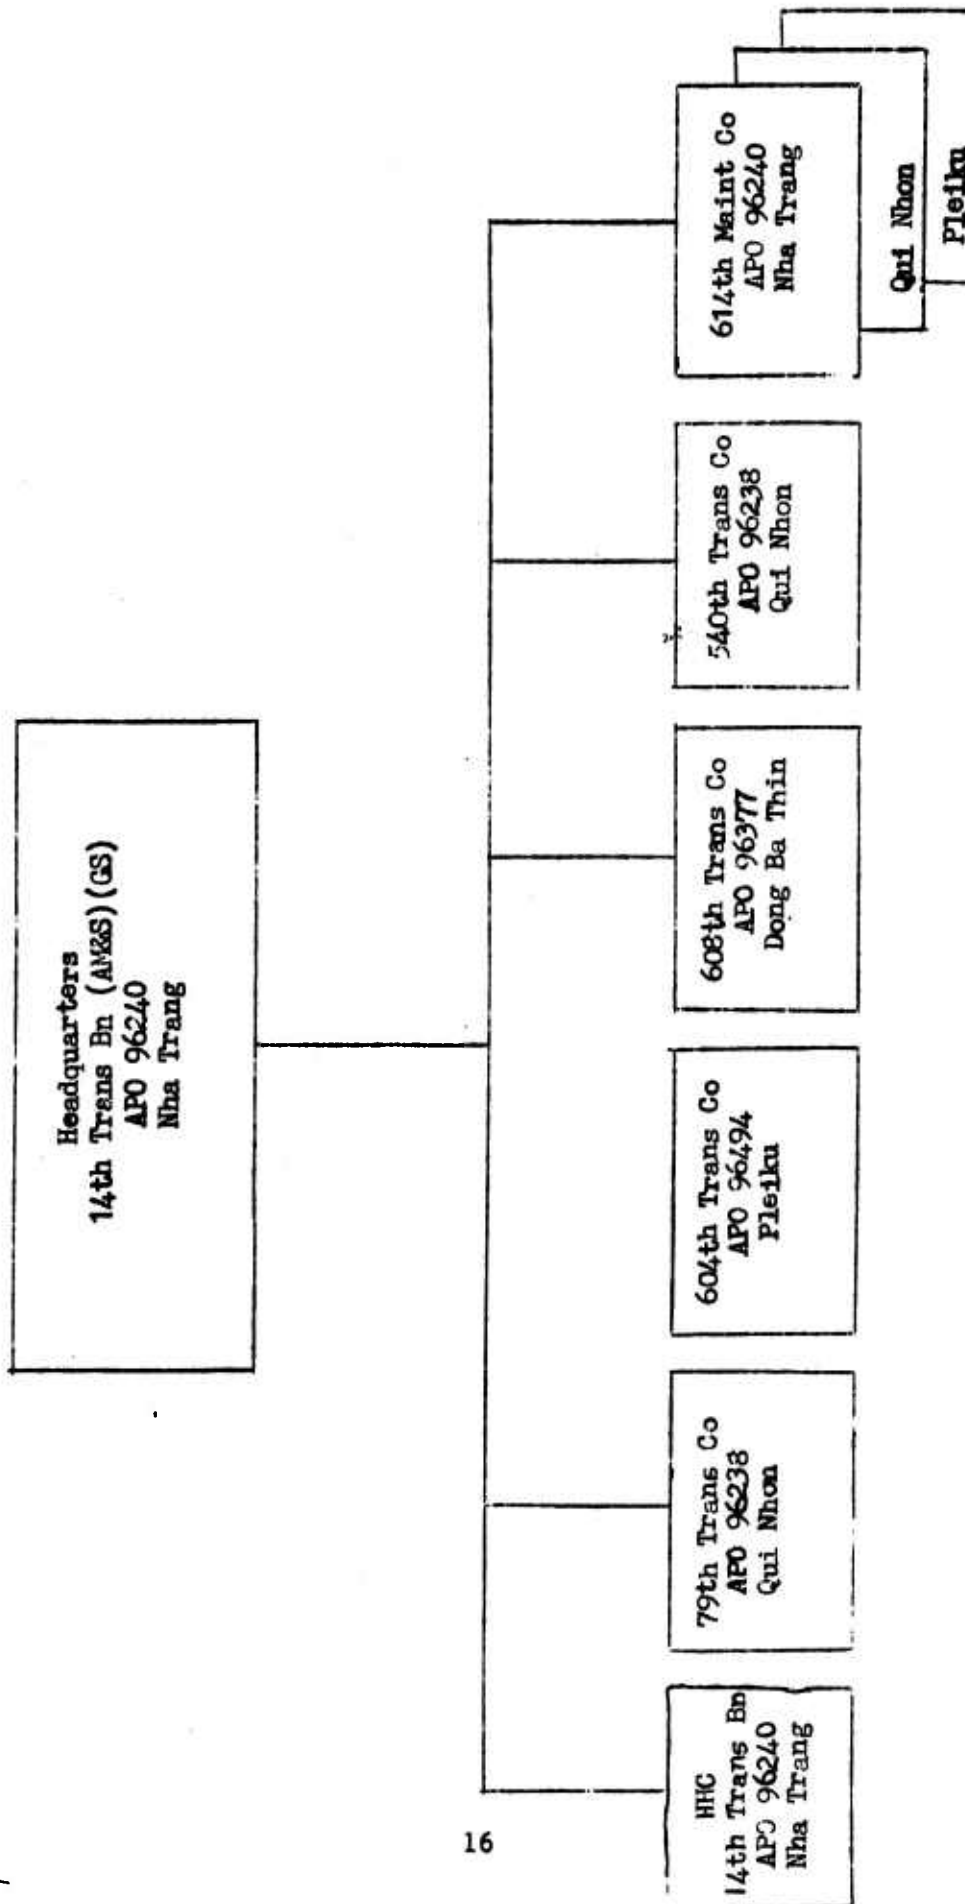 Headquarters
14th Trans Bn (AM&S)(GS)
APO 96240
Nha Trang
HHC
14th Trans Bn
APO 96240
Nha Trang
79th Trans Co
APO 96238
Qui Nhon
604th Trans Co
APO 96494
Pleiku
608th Trans Co
APO 96377
Dong Ba Thin
540th Trans Co
APO 96238
Qui Nhon
614th Maint Co
APO 96240
Nha Trang
Qui Nhon
Pleiku
16